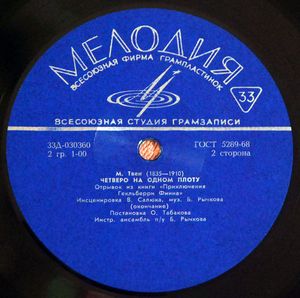 МЕЛОДИЯ
ВСЕСОЮЗНАЯ ФИРМА ГРАМПЛАСТИНОК
33
ВСЕСОЮЗНАЯ СТУДИЯ ГРАМЗАПИСИ
33Д-030360 ГОСТ 5289-68
2 гр. 1-00 2 сторона
М. Твен (1835—1910)
ЧЕТВЕРО НА ОДНОМ ПЛОТУ
Отрывок из книги «Приключения
Гекльберри Финна»
Инсценировка В. Салюка, муз. Б. Рычкова
(окончание)
Постановка О. Табакова
Инстр. ансамбль п/у Б. Рычкова